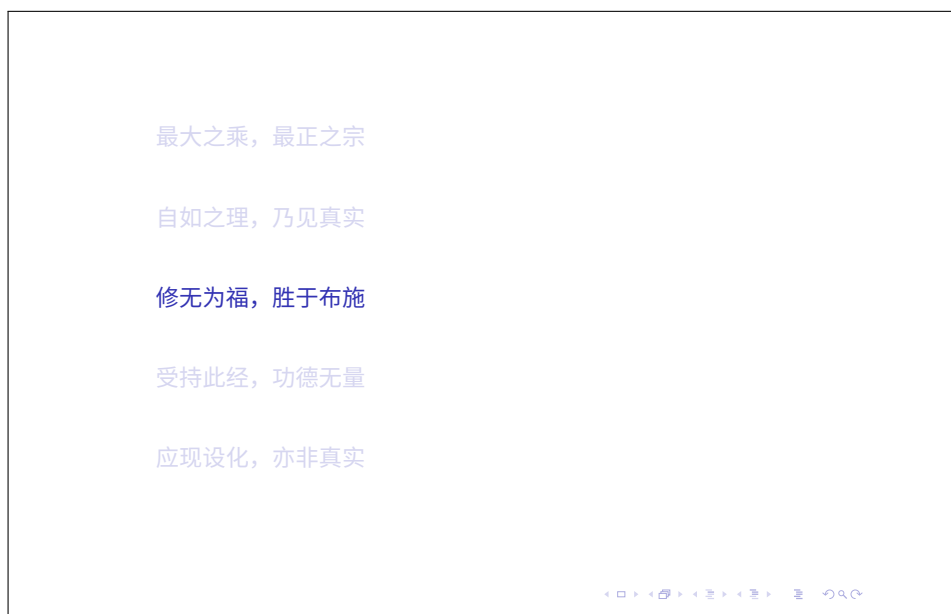 最大之乘，最正之宗
自如之理，乃见真实
修无为福，胜于布施
受持此经，功德无量
应现设化，亦非真实